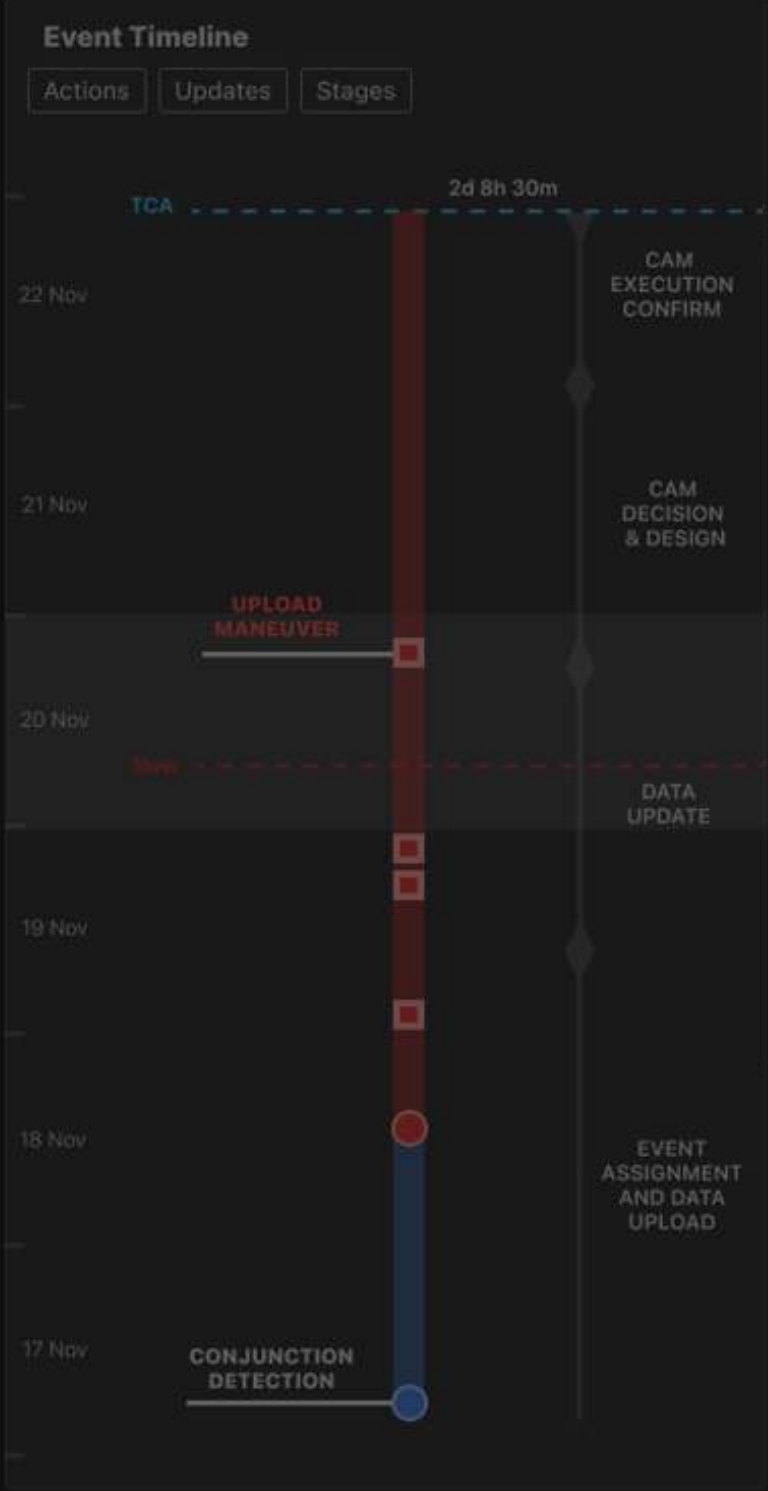 Event Timeline
Actions Updates Stages
2d 8h 30m
TCA
CAM
EXECUTION
CONFIRM
22 Nov
CAM
DECISION
& DESIGN
21 Nov
UPLOAD
MANEUVER
20 Nov
Now
DATA
UPDATE
19 Nov
18 Nov
EVENT
ASSIGNMENT
AND DATA
UPLOAD
17 Nov
CONJUNCTION
DETECTION